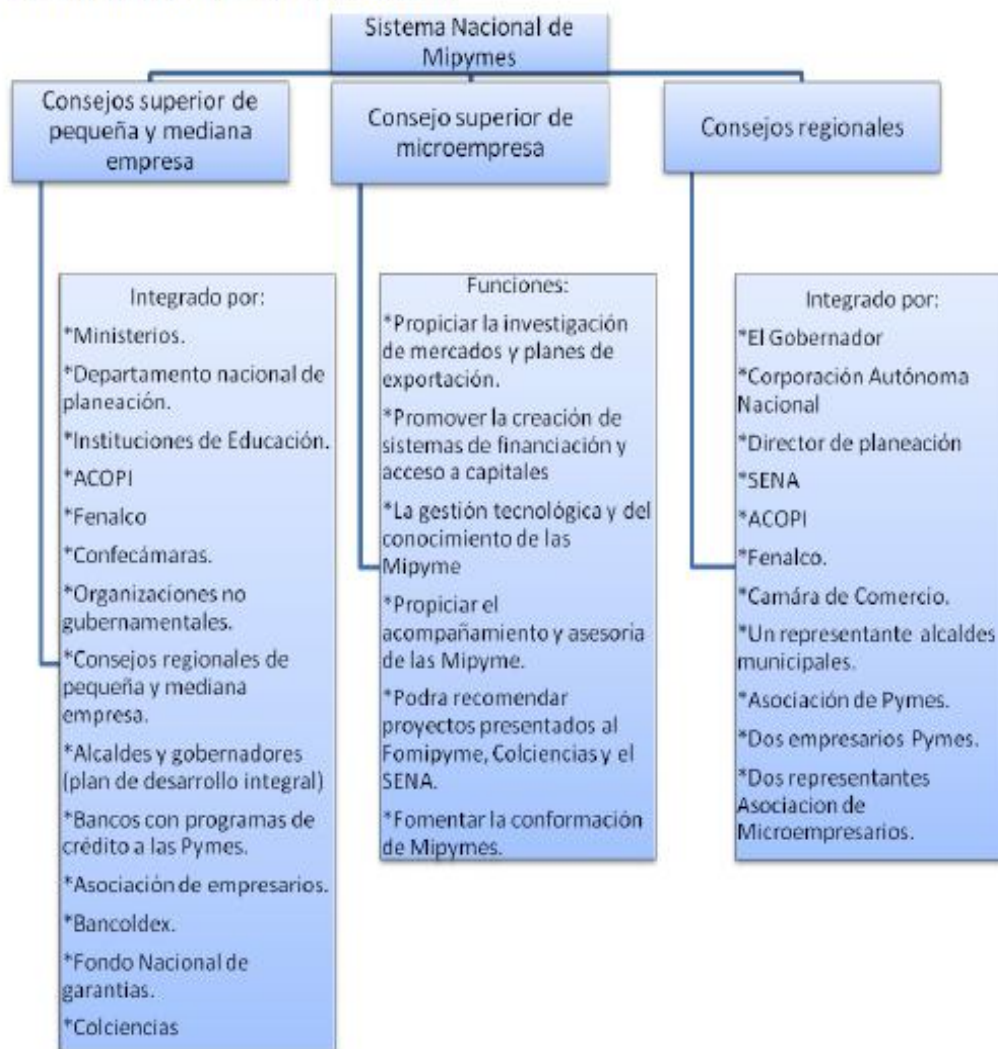 Sistema Nacional de
Mipymes
Consejos superior de
pequeña y mediana
empresa
Consejo superior de
microempresa
Consejos regionales
Integrado por:
*Ministerios.
*Departamento nacional de
planeación.
*Instituciones de Educación.
*ACOPI
*Fenalco
*Confecámaras.
*Organizaciones no
gubernamentales.
*Consejos regionales de
pequeña y mediana
empresa.
*Alcaldes y gobernadores
(plan de desarrollo integral)
*Bancos con programas de
crédito a las Pymes.
*Asociación de empresarios.
*Bancoldex.
*Fondo Nacional de
garantias.
*Colciencias
Funciones:
*Propiciar la investigación
de mercados y planes de
exportación.
*Promover la creación de
sistemas de financiación y
acceso a capitales
*La gestión tecnológica y del
conocimiento de las
Mipyme
*Propiciar el
acompañamiento y asesoria
de las Mipyme.
*Podra recomendar
proyectos presentados al
Fomipyme, Colciencias y el
SENA.
*Fomentar la conformación
de Mipymes.
Integrado por:
*El Gobernador
*Corporación Autónoma
Nacional
*Director de planeación
*SENA
*ACOPI
*Fenalco.
*Camára de Comercio.
*Un representante alcaldes
municipales.
*Asociación de Pymes.
*Dos empresarios Pymes.
*Dos representantes
Asociacion de
Microempresarios.